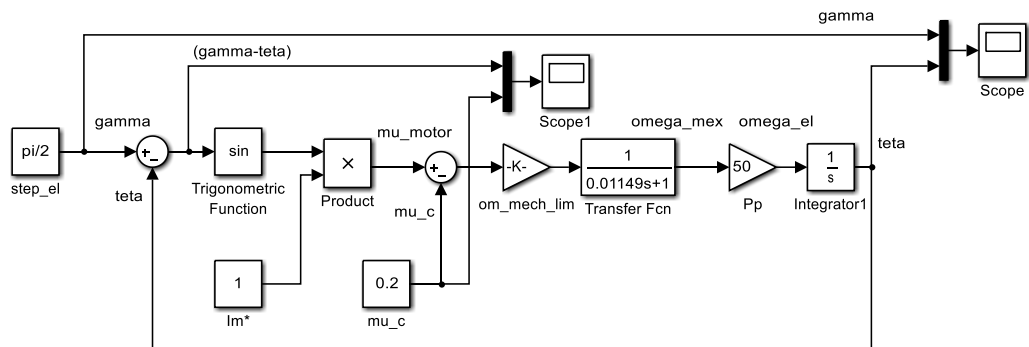 gamma
(gamma-teta)
Scope
Scope1
gamma
pi/2
step_el
teta
+
-
sin
Trigonometric
Function
×
Product
mu_motor
+
-
mu_c
-K-
om_mech_lim
omega_mex
1
0.01149s+1
Transfer Fcn
omega_el
50
Pp
1
s
Integrator1
teta
1
Im*
0.2
mu_c